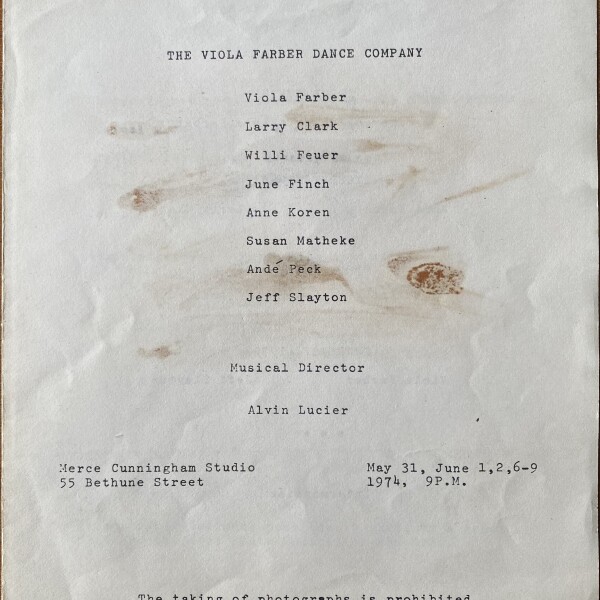 THE VIOLA FARBER DANCE COMPANY
Viola Farber
Larry Clark
Willi Feuer
June Finch
Anne Koren
Susan Matheke
Andé Peck
Jeff Slayton
Musical Director
Alvin Lucier
Merce Cunningham Studio
55 Bethune Street
May 31, June 1,2,6-9
1974, 9P.M.
The taking of photographs is prohibited